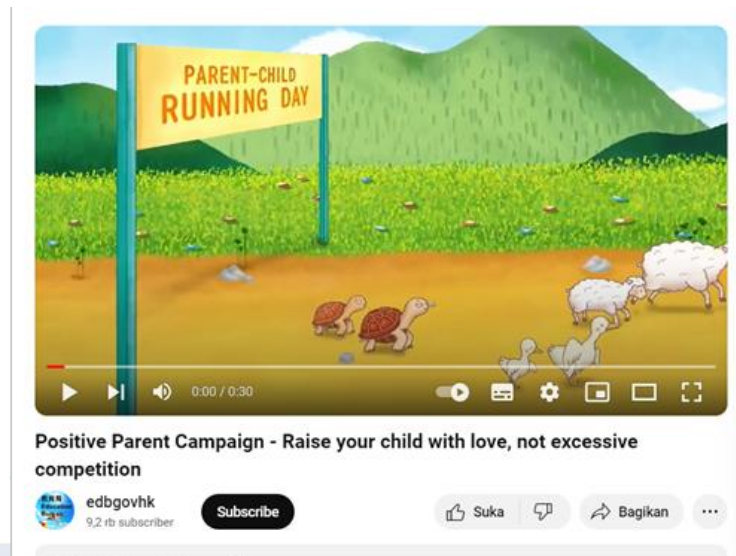 PARENT-CHILD
RUNNING DAY
0:00 / 0:30
Positive Parent Campaign - Raise your child with love, not excessive
competition
edbgovhk
9,2 rb subscriber
Subscribe
Suka
Bagikan